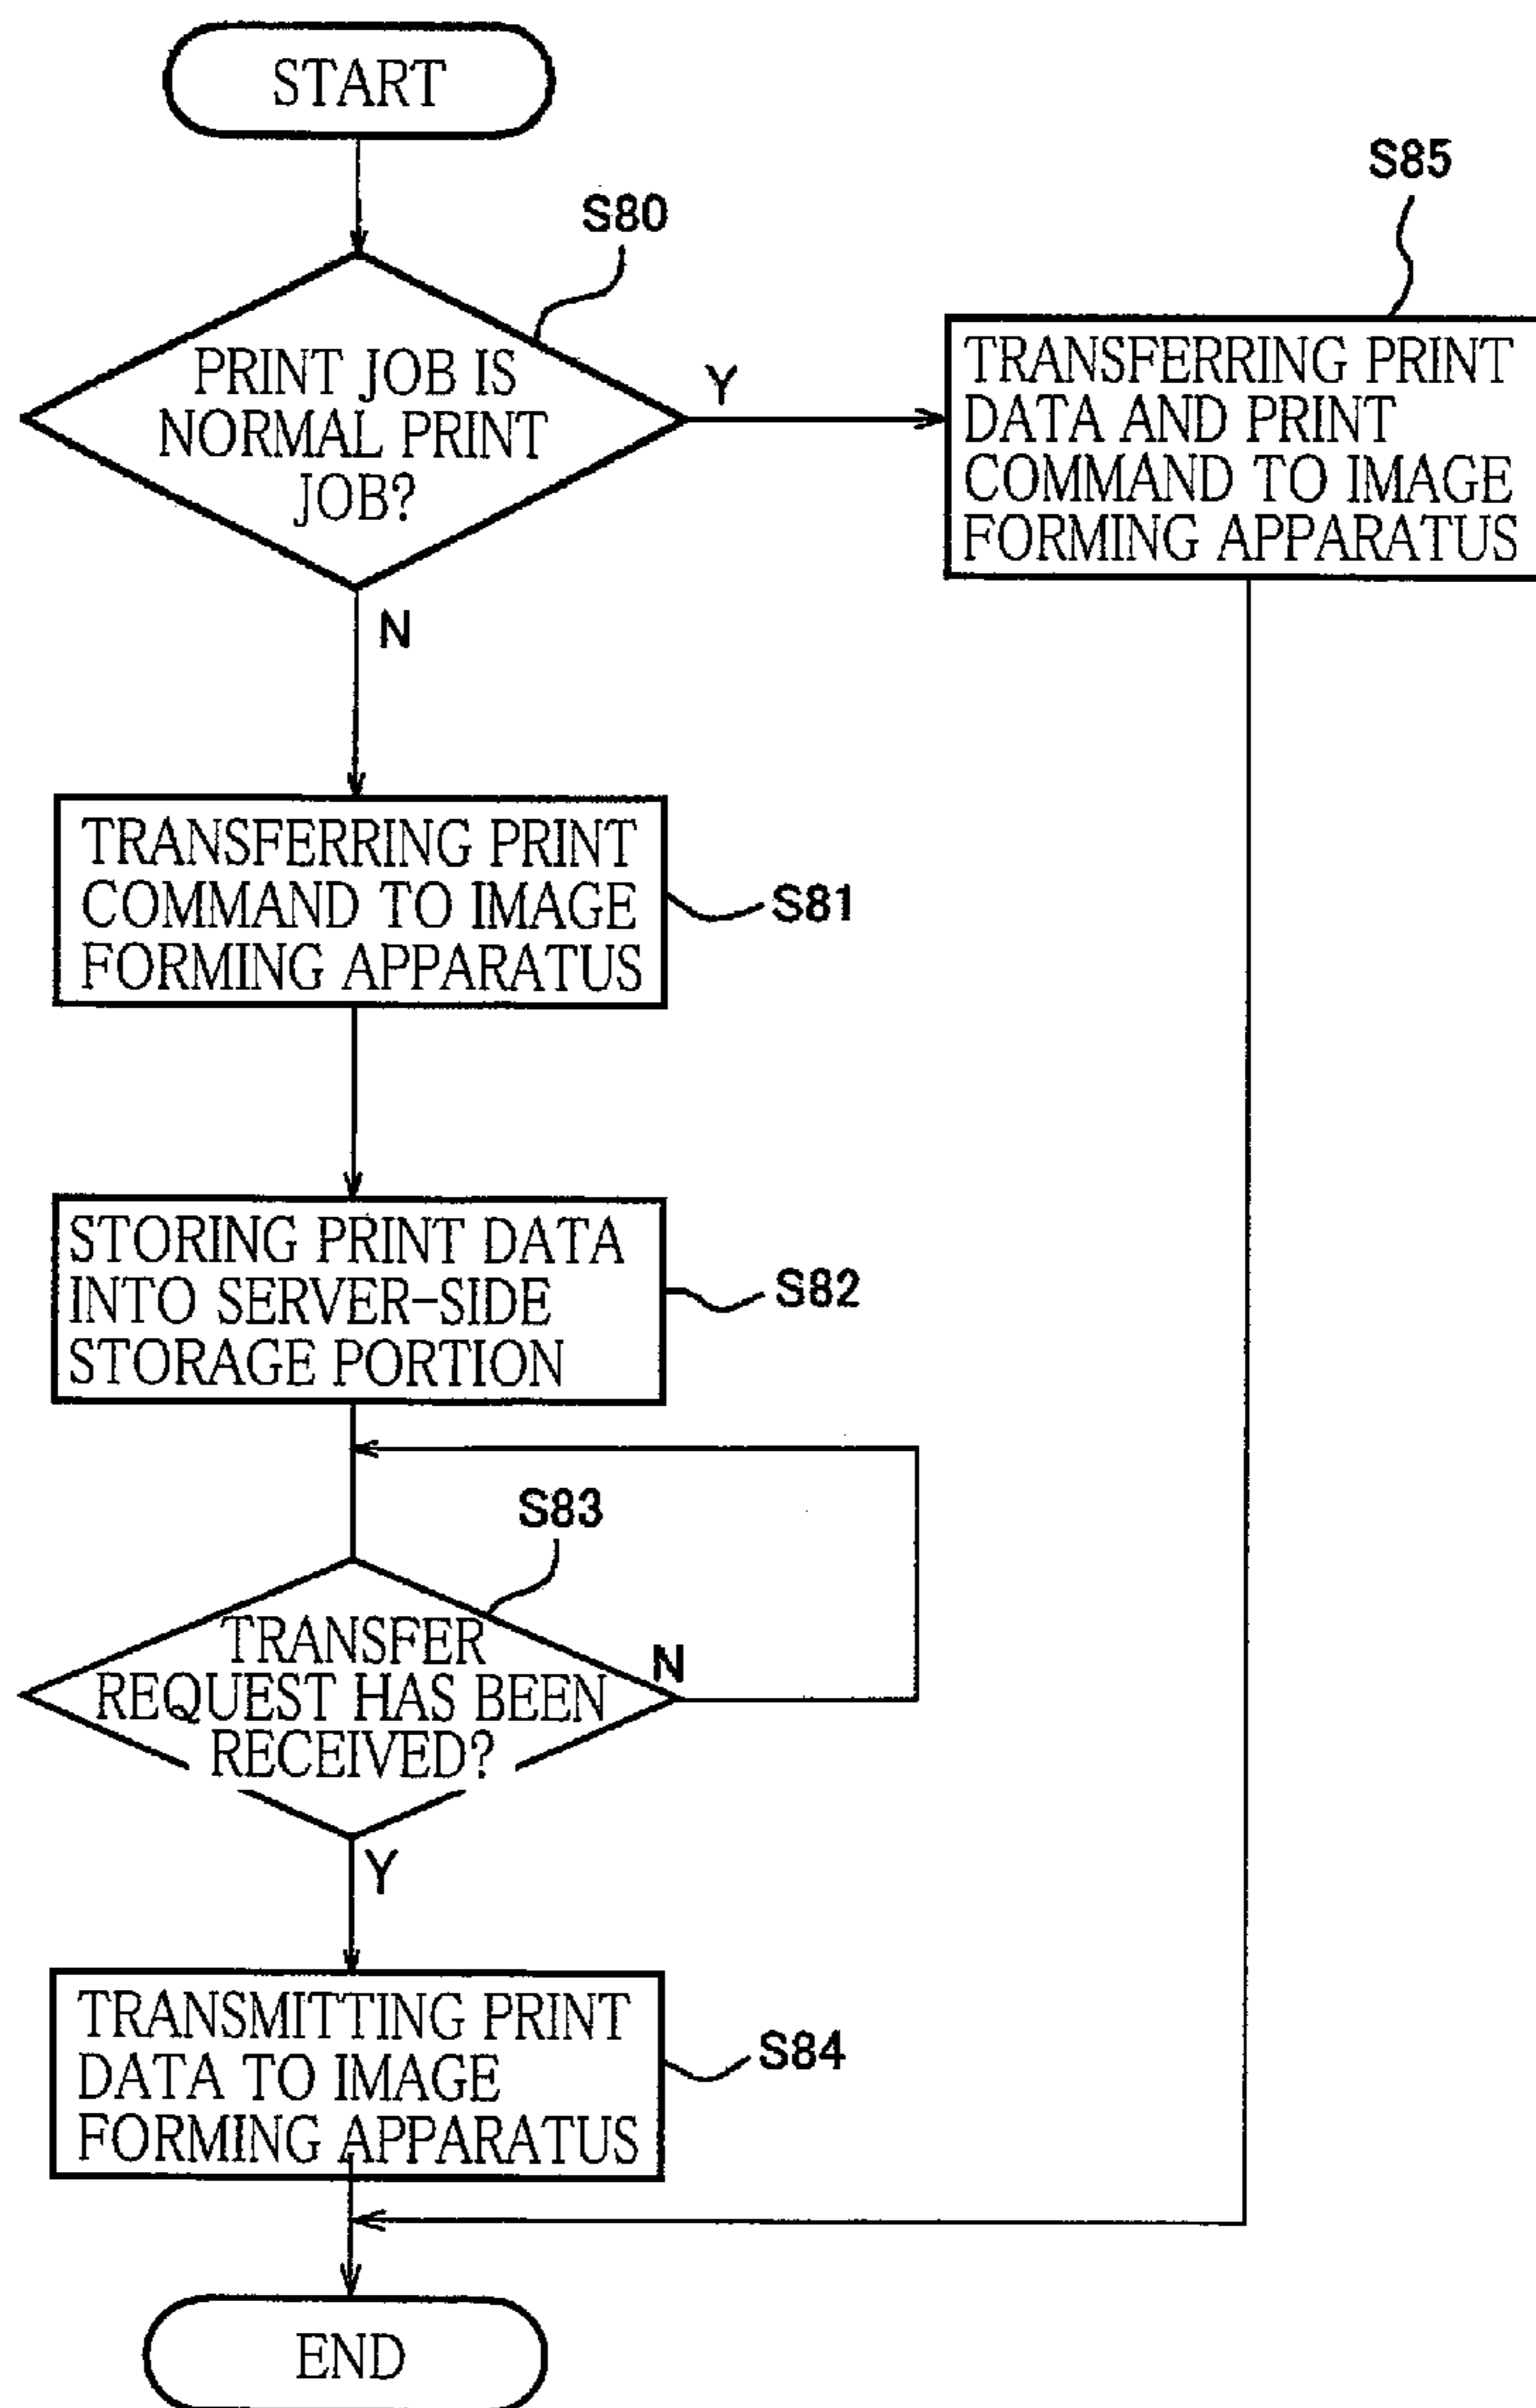 START
S80
S85
PRINT JOB IS
NORMAL PRINT
JOB?
Y
TRANSFERRING PRINT
DATA AND PRINT
COMMAND TO IMAGE
FORMING APPARATUS
N
TRANSFERRING PRINT
COMMAND TO IMAGE
FORMING APPARATUS
S81
STORING PRINT DATA
INTO SERVER-SIDE
STORAGE PORTION
S82
S83
TRANSFER
REQUEST HAS BEEN
RECEIVED?
N
Y
TRANSMITTING PRINT
DATA TO IMAGE
FORMING APPARATUS
S84
END